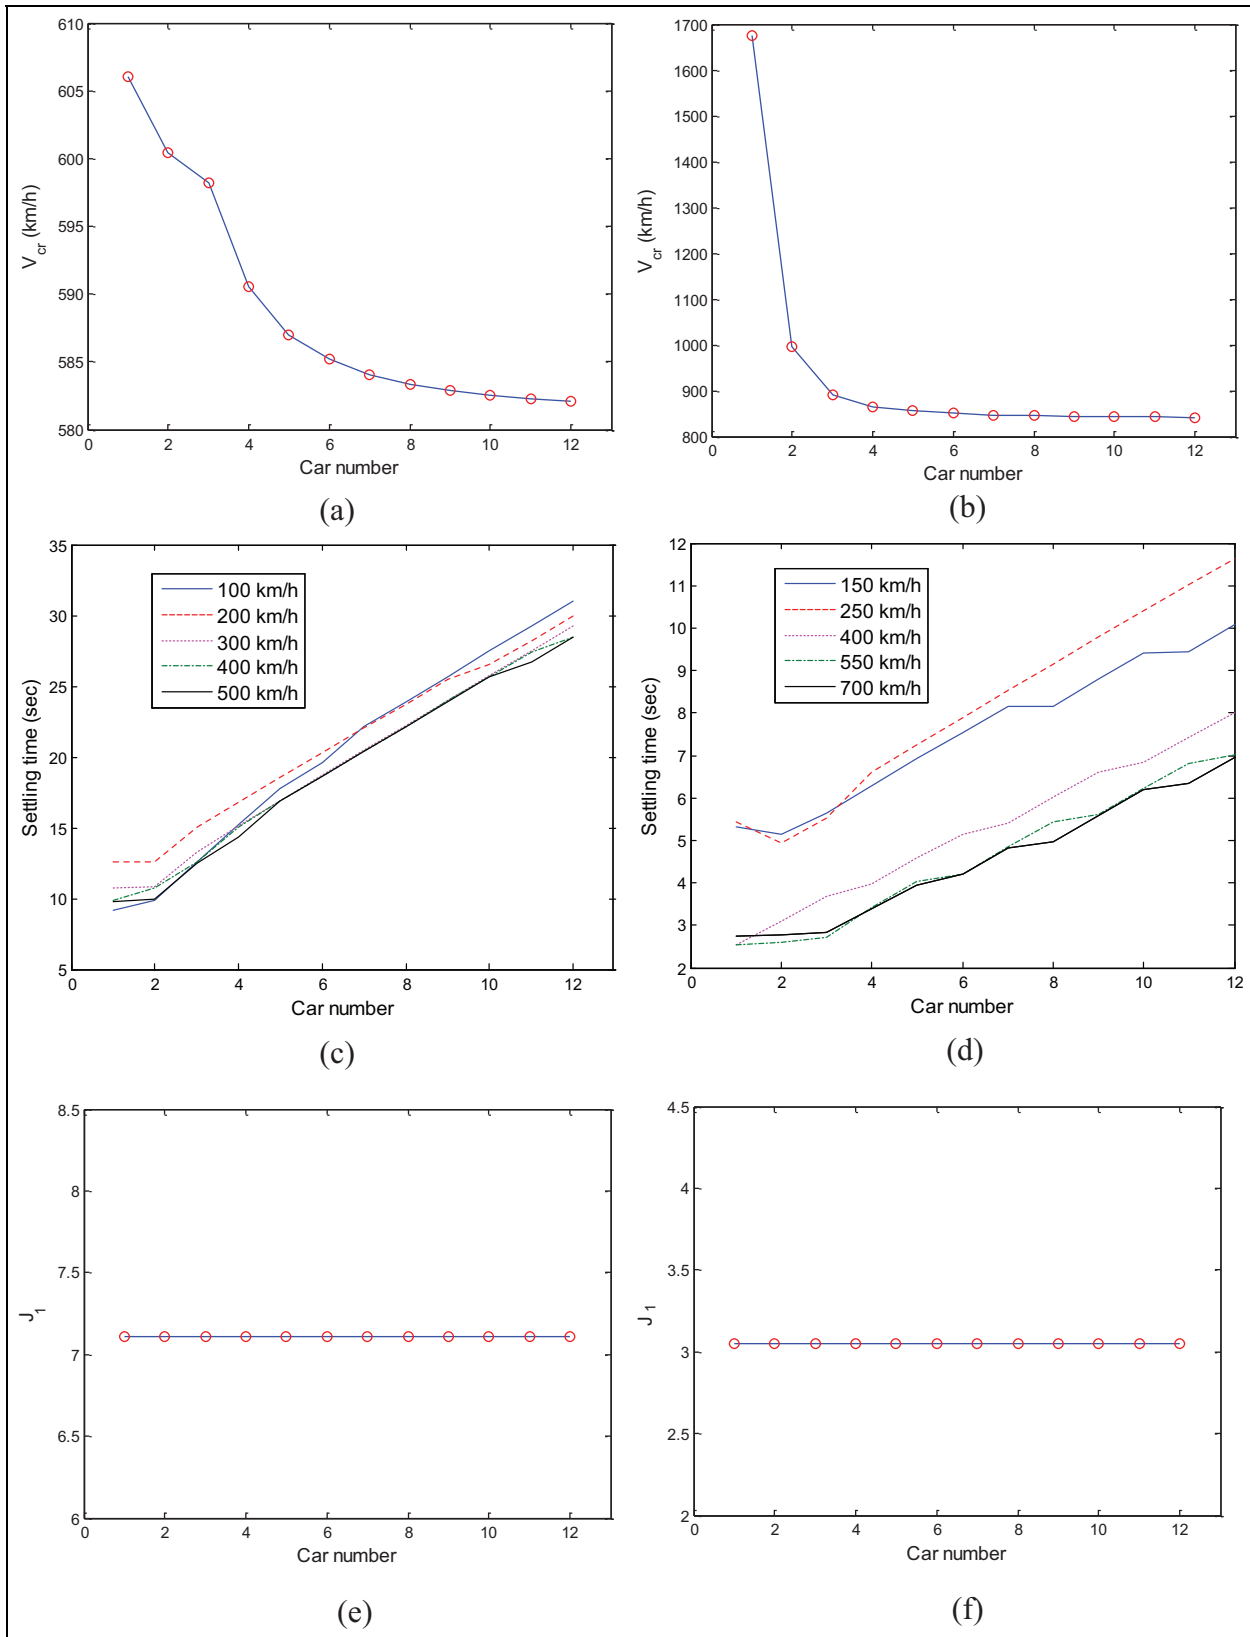 610
605
600
595
590
585
580
0 2 4 6 8 10 12
V_cr (km/h)
Car number
(a)
1700
1600
1500
1400
1300
1200
1100
1000
900
800
0 2 4 6 8 10 12
V_cr (km/h)
Car number
(b)
35
30
25
20
15
10
5
0 2 4 6 8 10 12
Settling time (sec)
Car number
100 km/h
200 km/h
300 km/h
400 km/h
500 km/h
(c)
12
11
10
9
8
7
6
5
4
3
2
0 2 4 6 8 10 12
Settling time (sec)
Car number
150 km/h
250 km/h
400 km/h
550 km/h
700 km/h
(d)
8.5
8
7.5
7
6.5
6
0 2 4 6 8 10 12
J_1
Car number
(e)
4.5
4
3.5
3
2.5
2
0 2 4 6 8 10 12
J_1
Car number
(f)